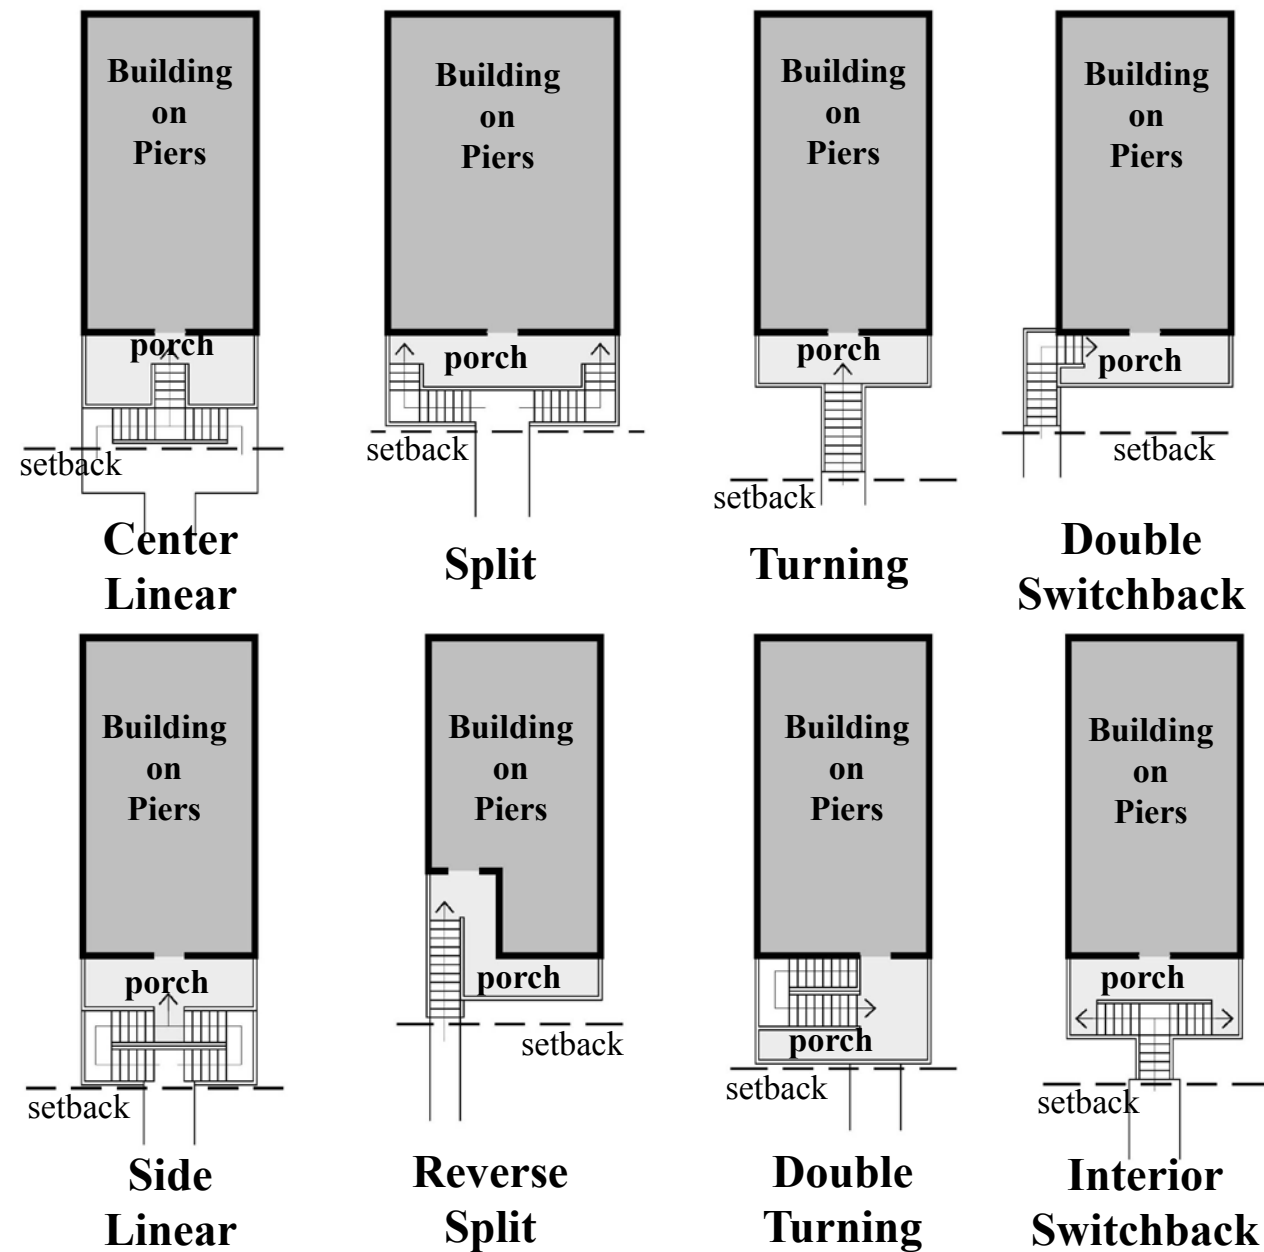 Building
on
Piers
porch
setback
Center
Linear
Building
on
Piers
porch
setback
Split
Building
on
Piers
porch
setback
Turning
Building
on
Piers
porch
setback
Double
Switchback
Building
on
Piers
porch
setback
Side
Linear
Building
on
Piers
porch
setback
Reverse
Split
Building
on
Piers
porch
setback
Double
Turning
Building
on
Piers
porch
setback
Interior
Switchback